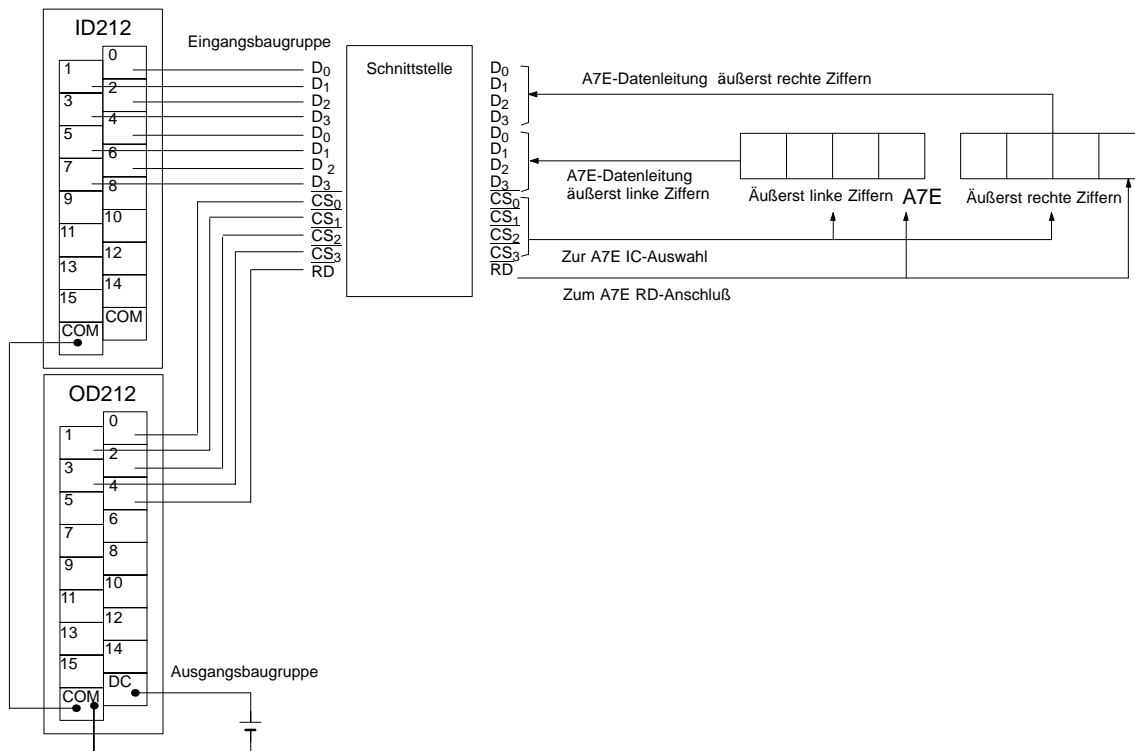 ID212
Eingangsbaugruppe
0
1
2
3
4
5
6
7
8
9
10
11
12
13
14
15
COM
COM
D0
D1
D2
D3
D0
D1
D2
D3
CS0
CS1
CS2
CS3
RD
Schnittstelle
D0
D1
D2
D3
D0
D1
D2
D3
CS0
CS1
CS2
CS3
RD
A7E-Datenleitung äußerst rechte Ziffern
A7E-Datenleitung
äußerst linke Ziffern
Äußerst linke Ziffern
A7E
Äußerst rechte Ziffern
Zur A7E IC-Auswahl
Zum A7E RD-Anschluß
OD212
0
1
2
3
4
5
6
7
8
9
10
11
12
13
14
15
DC
COM
Ausgangsbaugruppe